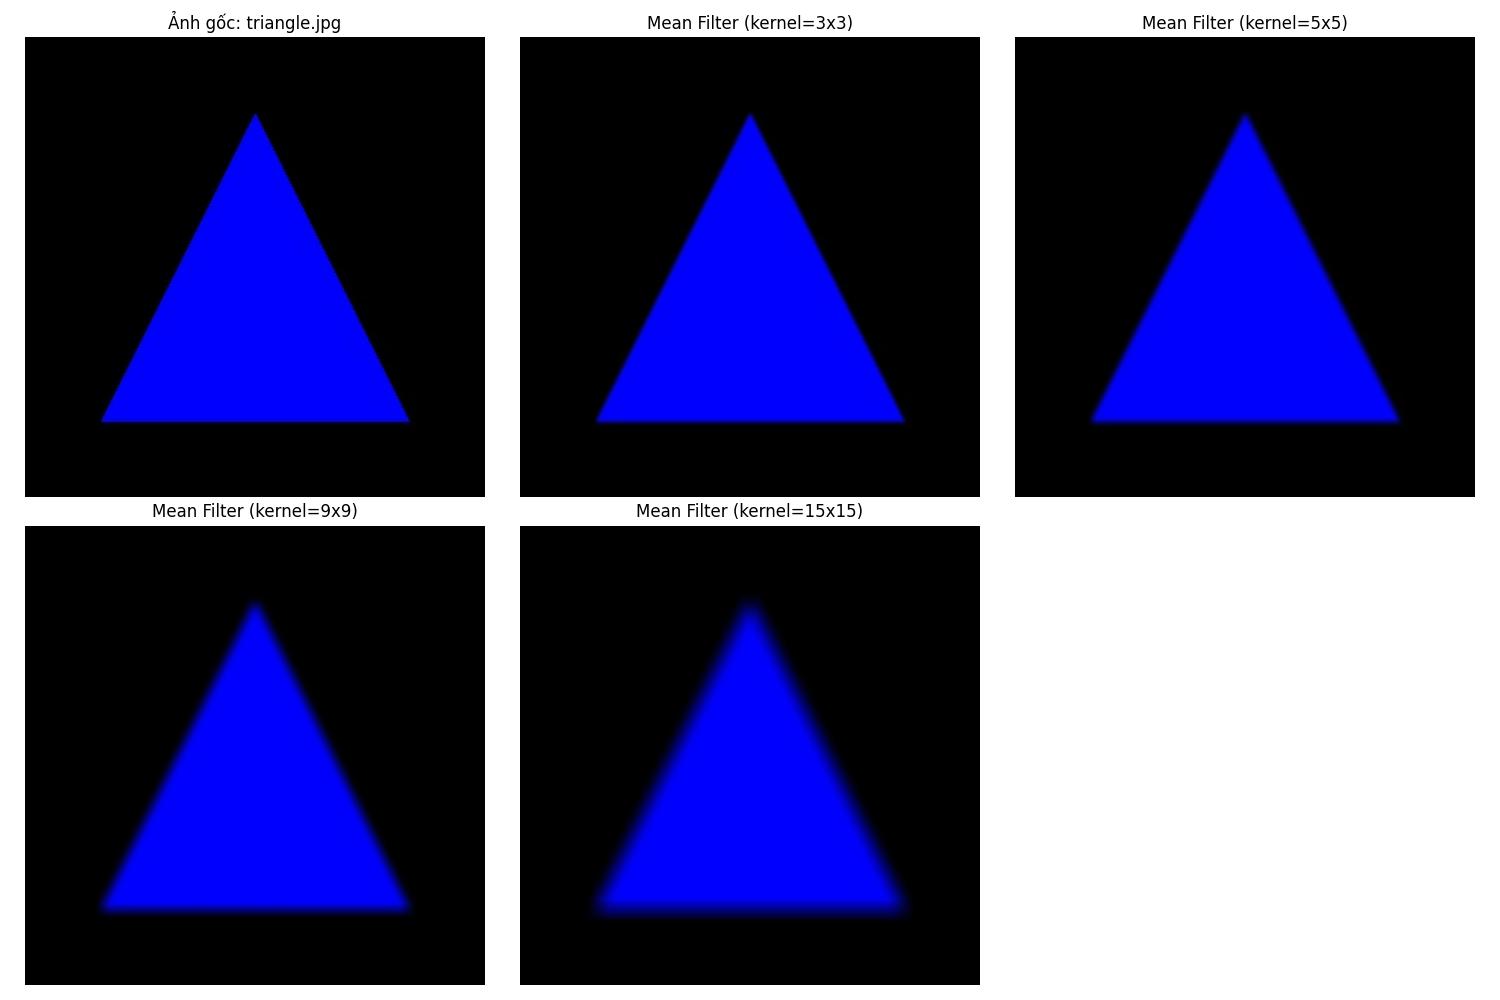 Ảnh gốc: triangle.jpg
Mean Filter (kernel=3x3)
Mean Filter (kernel=5x5)
Mean Filter (kernel=9x9)
Mean Filter (kernel=15x15)